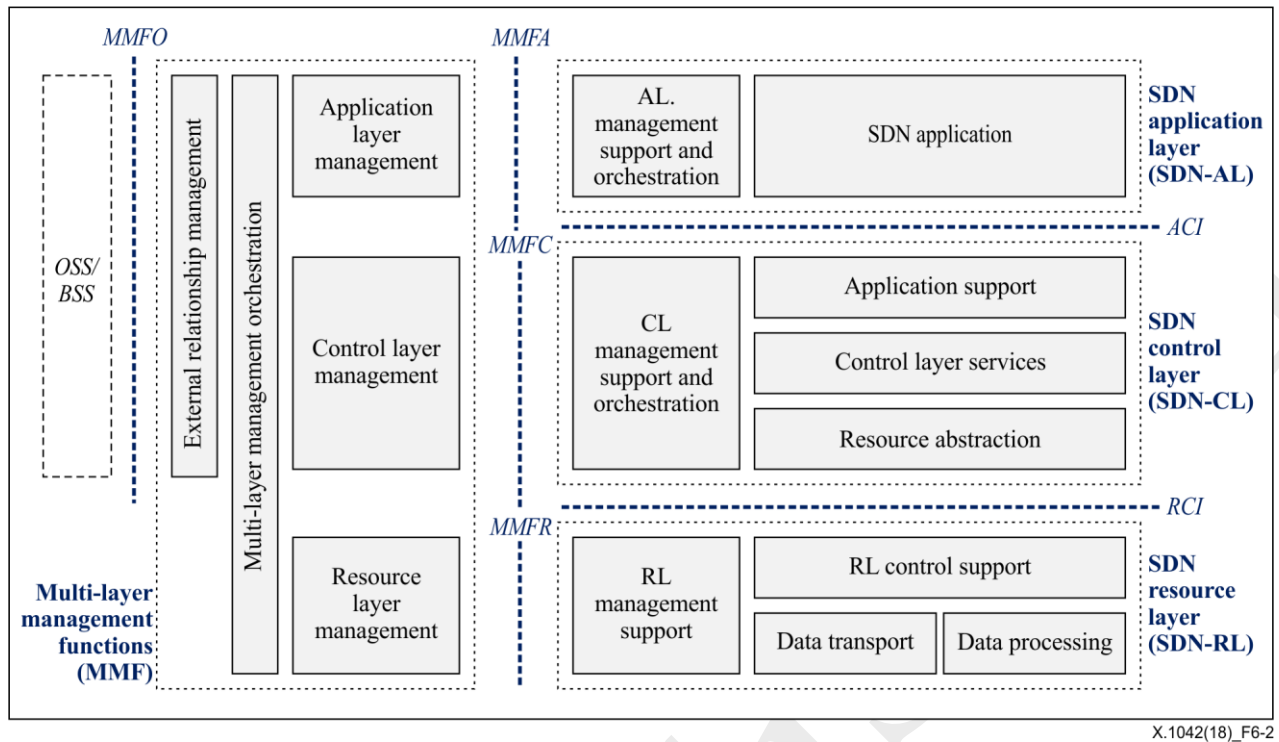 MMFO
MMFA
OSS/
BSS
External relationship management
Multi-layer management orchestration
Application
layer
management
Control layer
management
Resource
layer
management
Multi-layer
management
functions
(MMF)
AL.
management
support and
orchestration
SDN application
SDN
application
layer
(SDN-AL)
ACI
MMFC
CL
management
support and
orchestration
Application support
Control layer services
Resource abstraction
SDN
control
layer
(SDN-CL)
RCI
MMFR
RL
management
support
RL control support
Data transport
Data processing
SDN
resource
layer
(SDN-RL)
X.1042(18)_F6-2